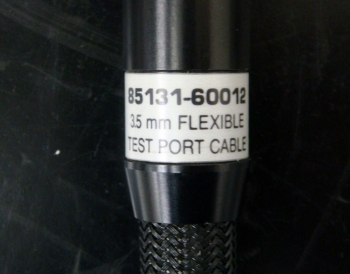 85131-60012
3.5 mm FLEXIBLE
TEST PORT CABLE